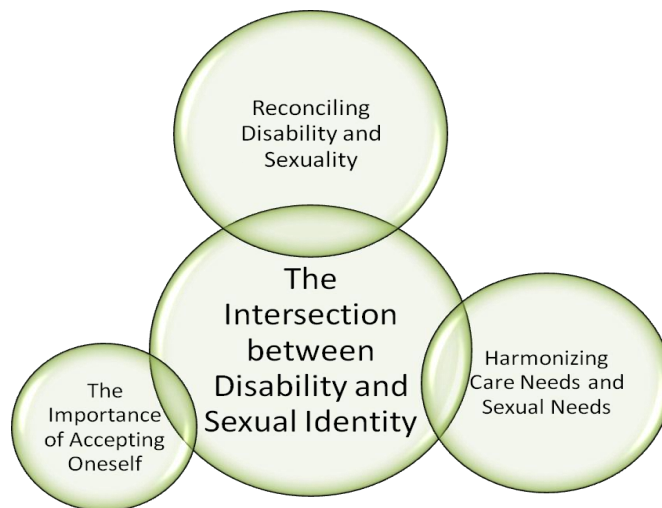 Reconciling
Disability and
Sexuality
The
Intersection
between
Disability and
Sexual Identity
Harmonizing
Care Needs and
Sexual Needs
The
Importance
of Accepting
Oneself